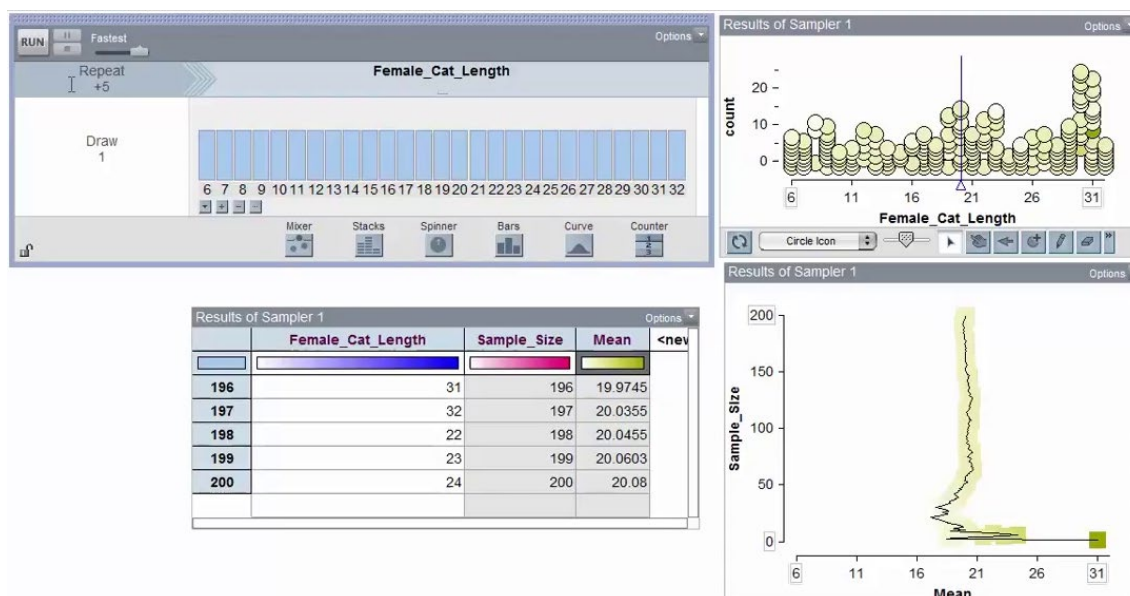 RUN
Fastest
Options
Repeat
+5
Female_Cat_Length
Draw
1
6 7 8 9 10 11 12 13 14 15 16 17 18 19 20 21 22 23 24 25 26 27 28 29 30 31 32
Mixer Stacks Spinner Bars Curve Counter
Results of Sampler 1 Options
count
20
10
0
6 11 16 21 26 31
Female_Cat_Length
Circle Icon
Results of Sampler 1 Options
Female_Cat_Length Sample_Size Mean <new
196 31 196 19.9745
197 32 197 20.0355
198 22 198 20.0455
199 23 199 20.0603
200 24 200 20.08
Results of Sampler 1 Options
Sample_Size
200
150
100
50
0
6 11 16 21 26 31
Mean